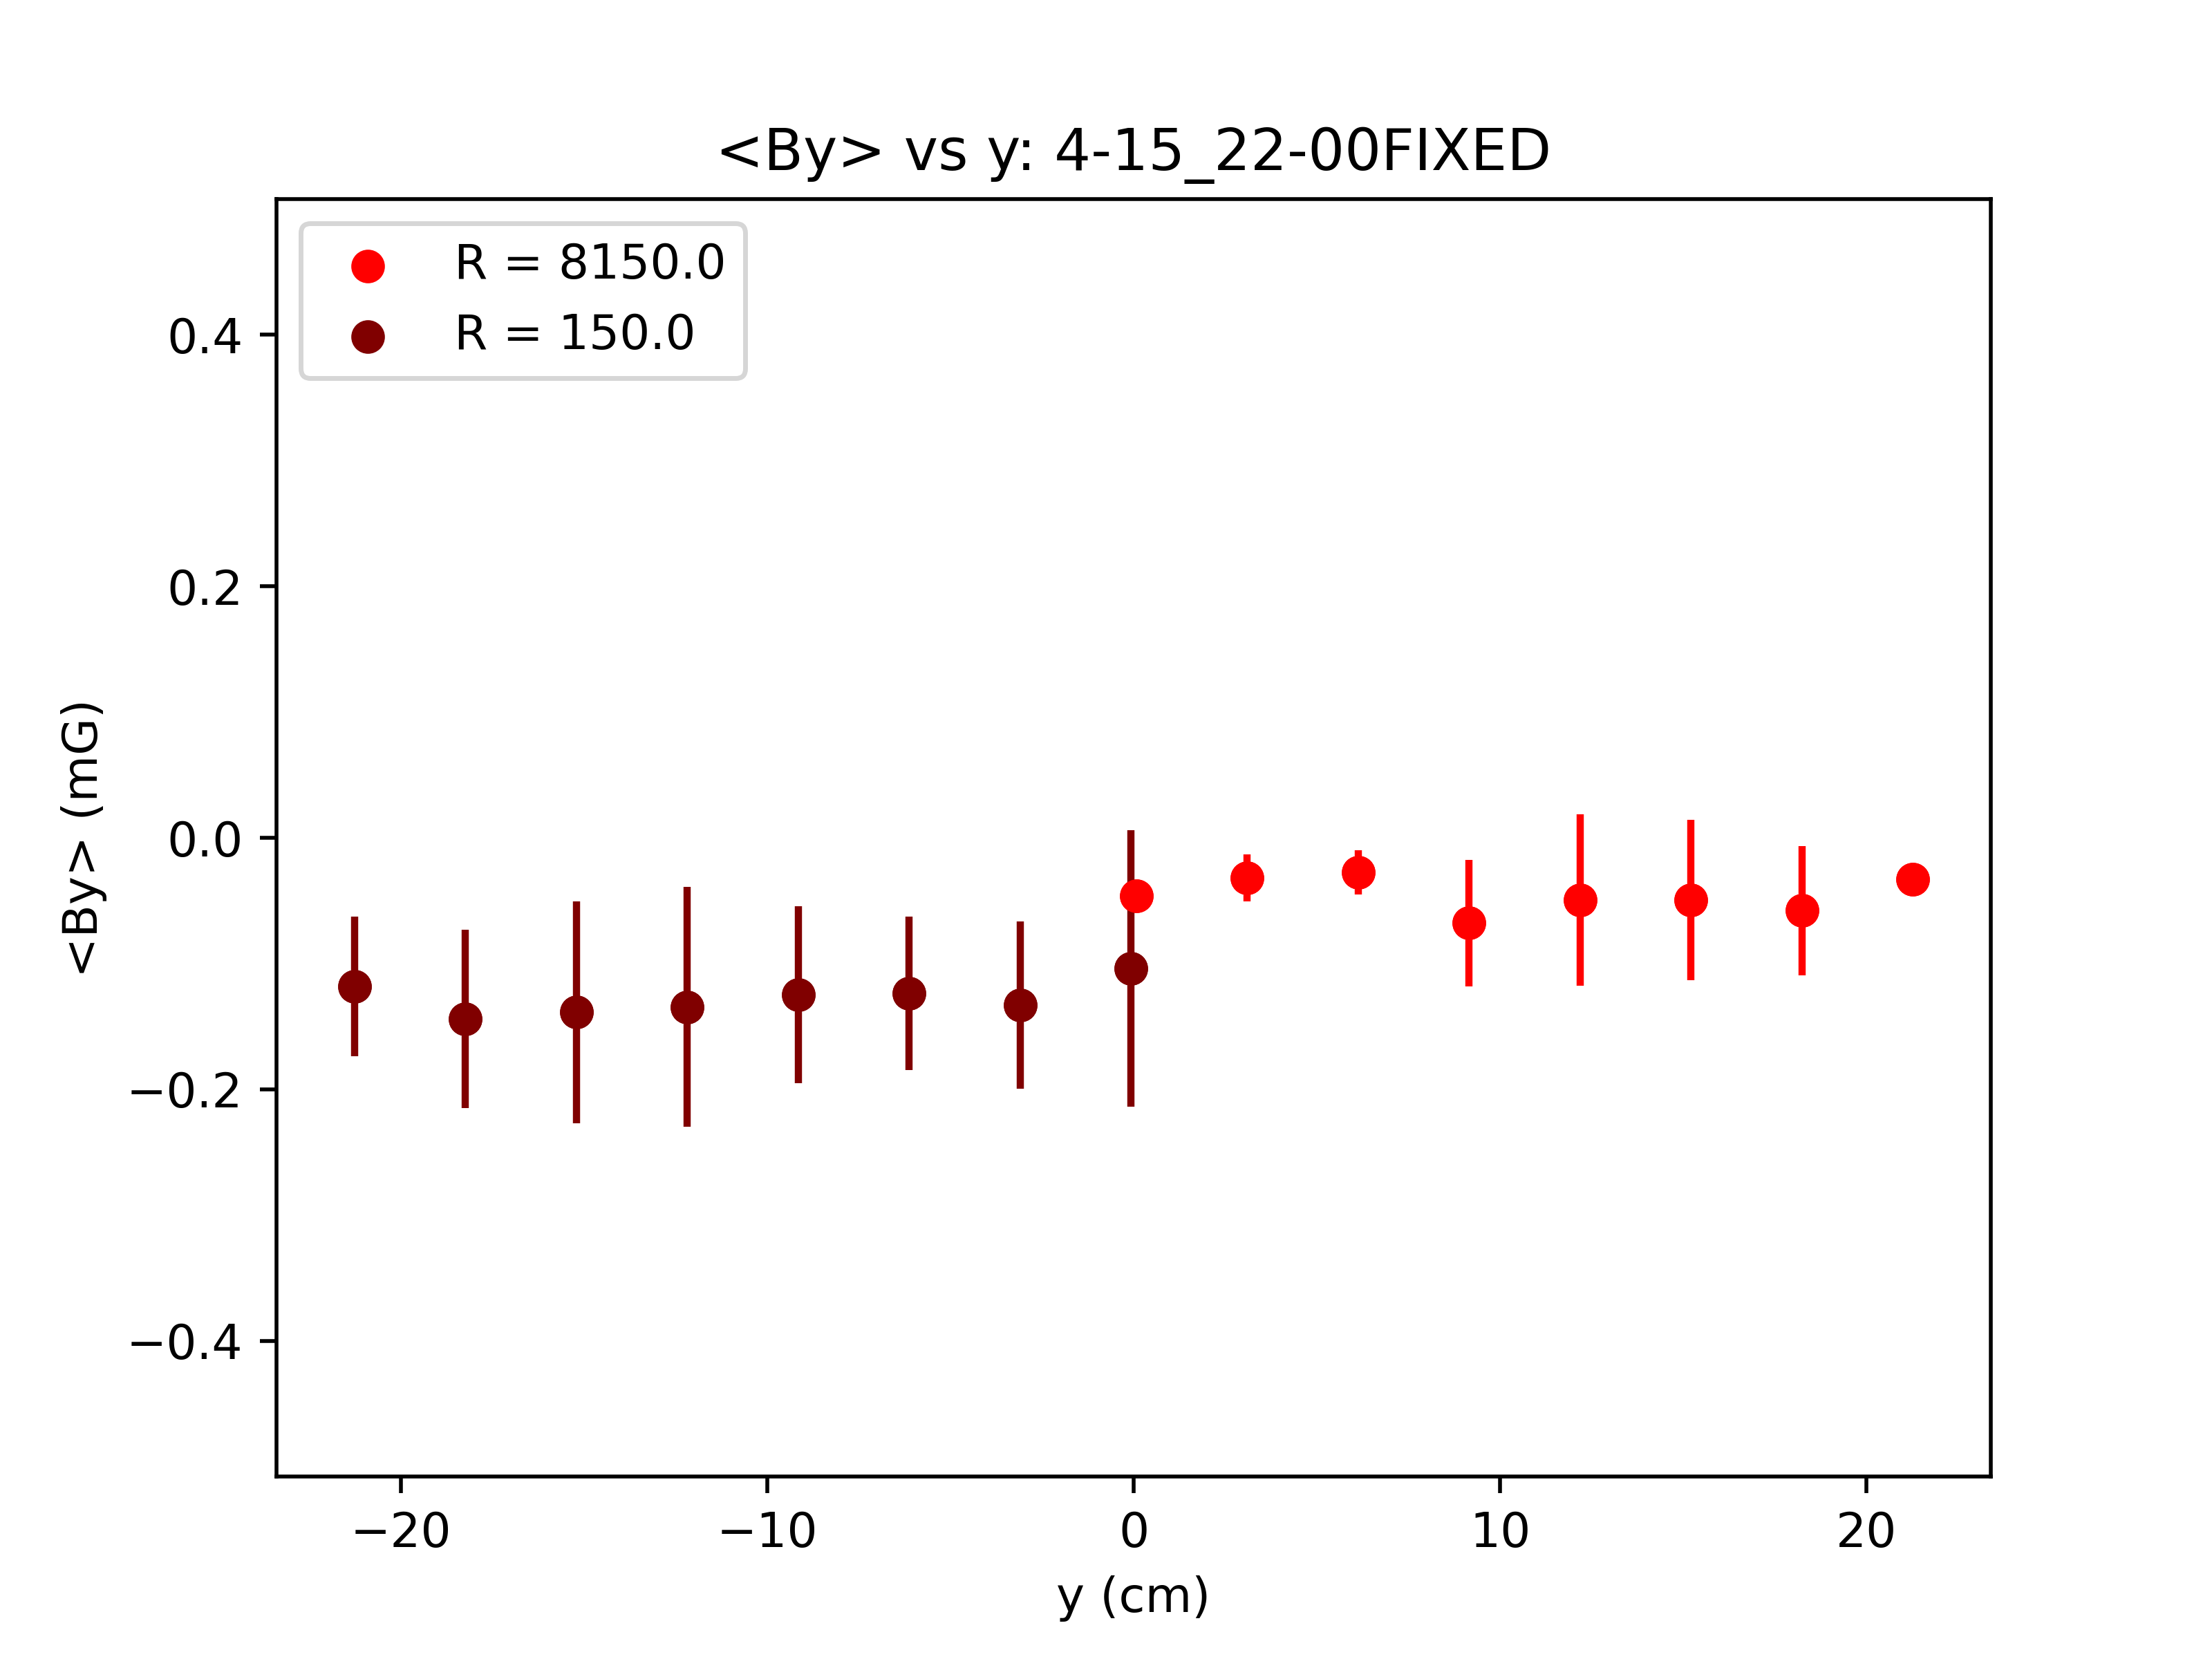 <By> vs y: 4-15_22-00FIXED
R = 8150.0
R = 150.0
0.4
0.2
0.0
−0.2
−0.4
<By> (mG)
−20
−10
0
10
20
y (cm)